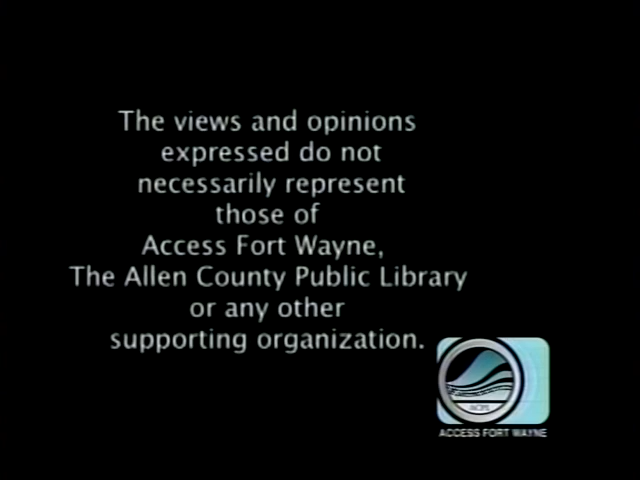 The views and opinions
expressed do not
necessarily represent
those of
Access Fort Wayne,
The Allen County Public Library
or any other
supporting organization.
ACPL
ACCESS FORT WAYNE